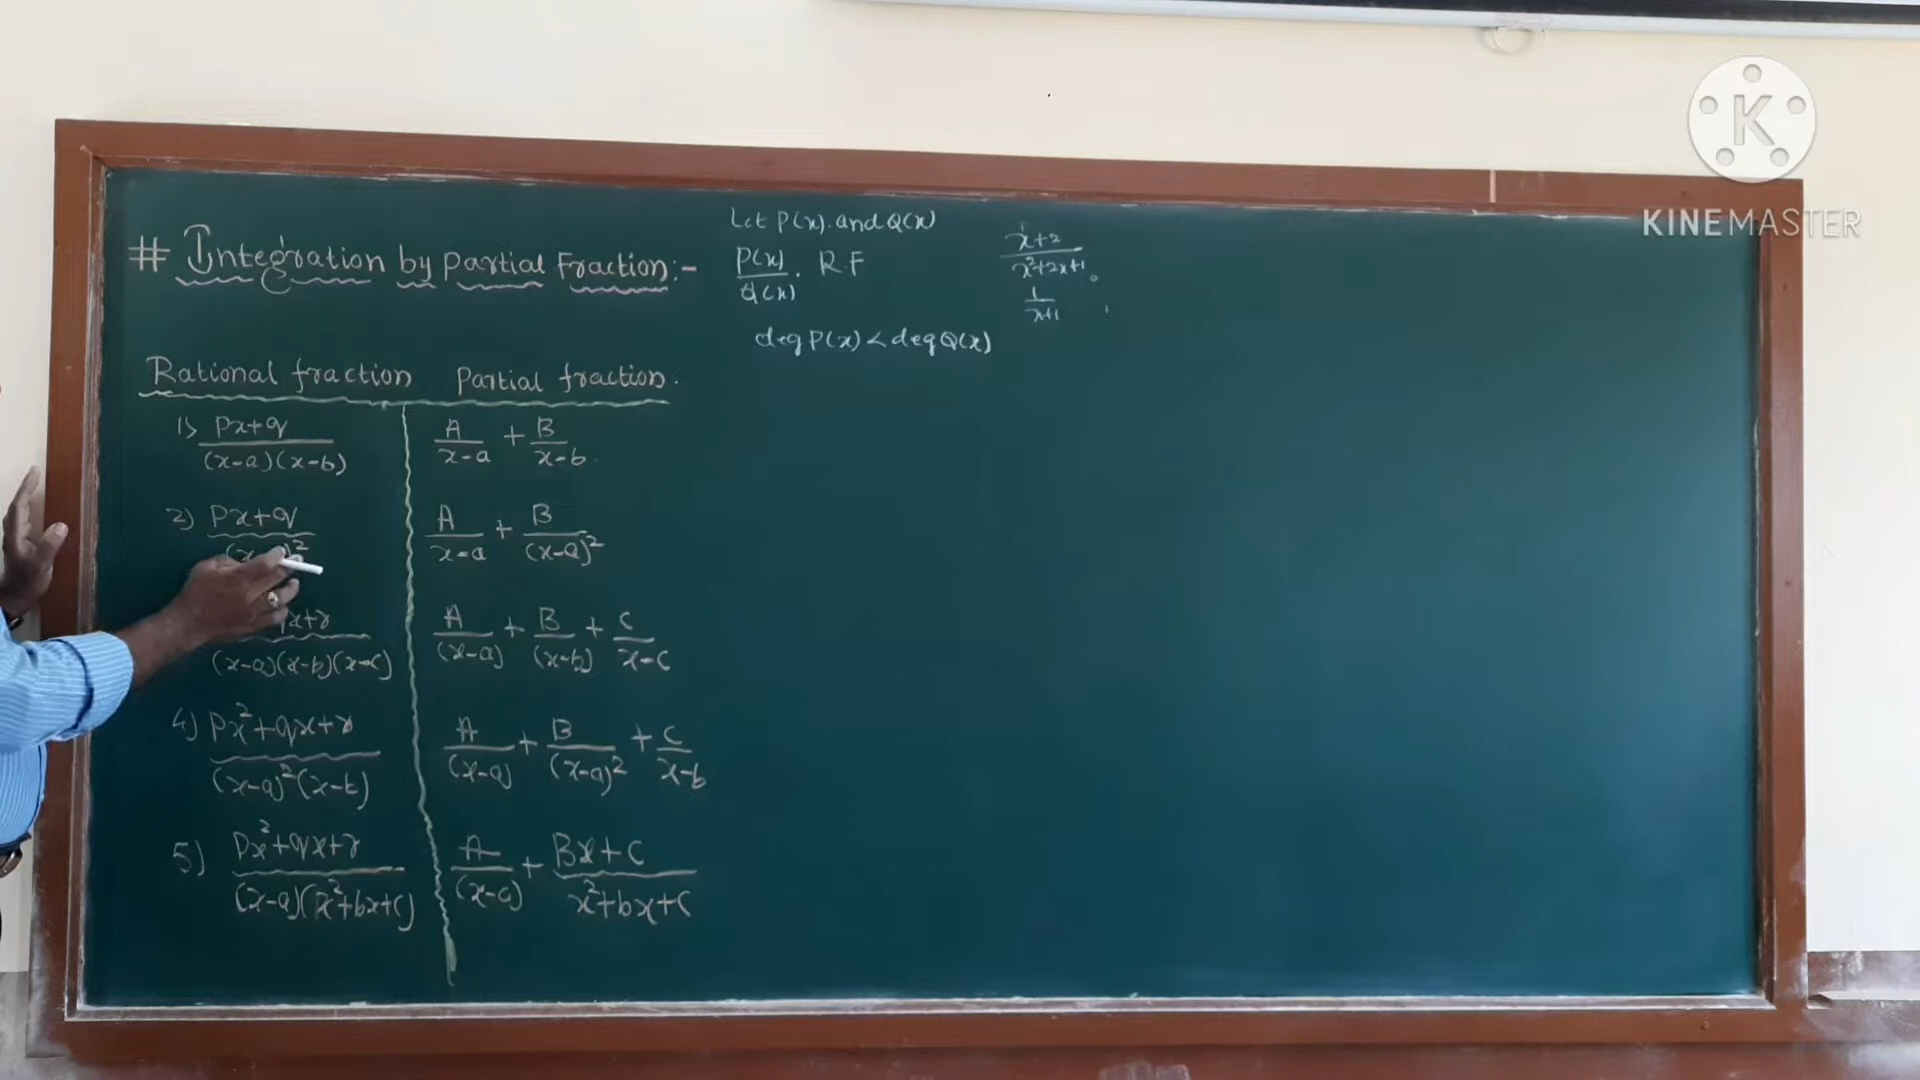 # Integration by Partial Fraction:-
Let P(x). and Q(x)
P(x)/Q(x) . R.F
deg P(x) < deg Q(x)
x+2/x²+2x+1
1/x+1
Rational fraction Partial fraction.
1) Px+q/(x-a)(x-b) A/x-a + B/x-b
2) Px+q A/x-a + B/(x-a)²
x+r/(x-a)(x-b)(x-c) A/(x-a) + B/(x-b) + C/x-c
4) Px²+qx+r/(x-a)²(x-b) A/(x-a) + B/(x-a)² + C/x-b
5) Px²+qx+r/(x-a)(x²+bx+c) A/(x-a) + Bx+C/x²+bx+c
K
KINEMASTER